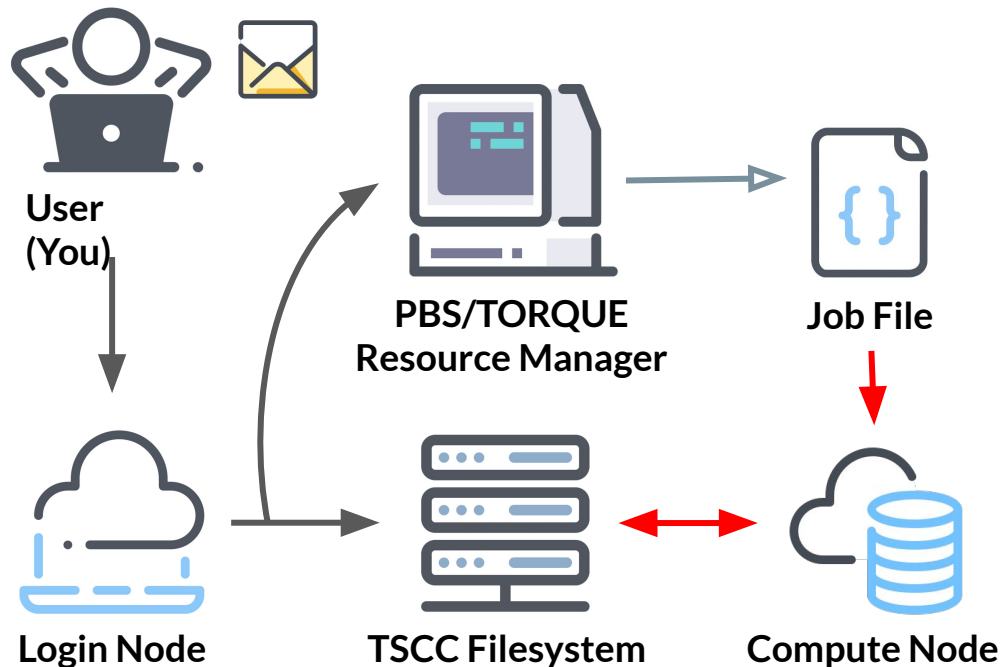 User
(You)
PBS/TORQUE
Resource Manager
Job File
Login Node
TSCC Filesystem
Compute Node